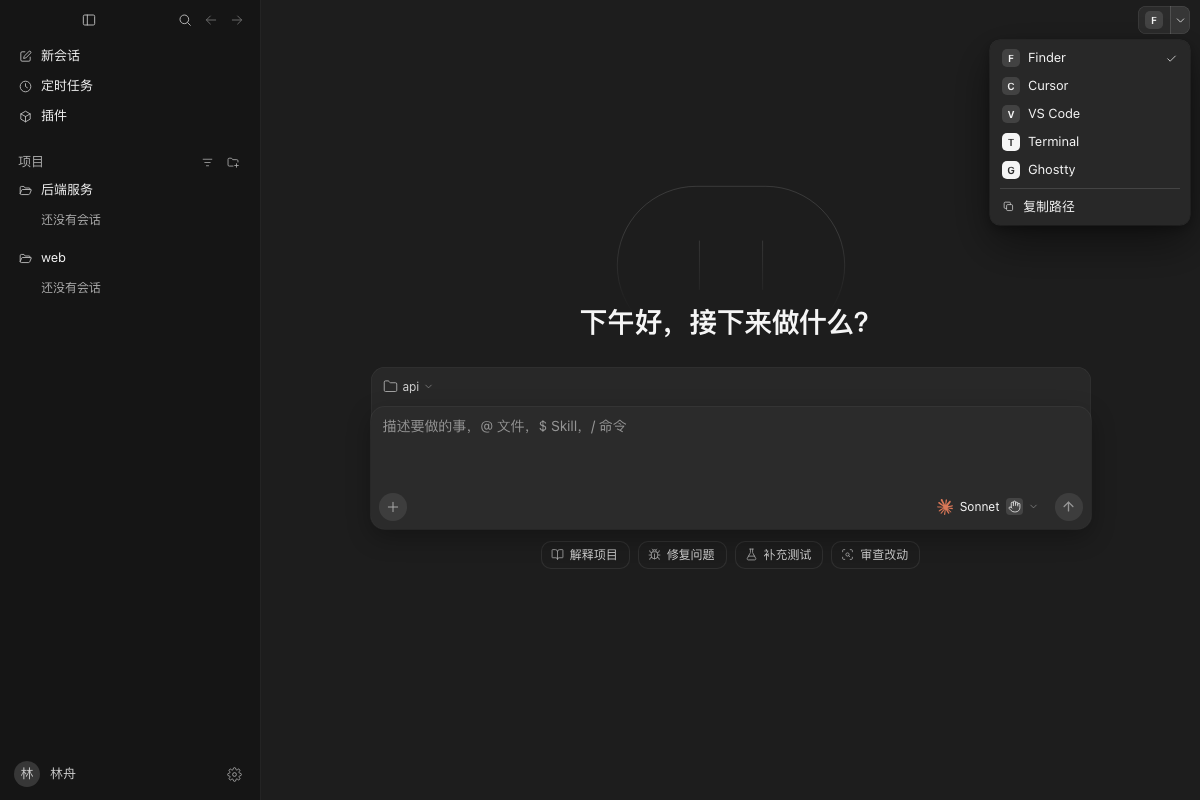 新会话
定时任务
插件
项目
后端服务
还没有会话
web
还没有会话
林 林舟
F
F Finder
C Cursor
V VS Code
T Terminal
G Ghostty
复制路径
下午好，接下来做什么？
api
描述要做的事，@ 文件，$ Skill，/ 命令
Sonnet
解释项目 修复问题 补充测试 审查改动